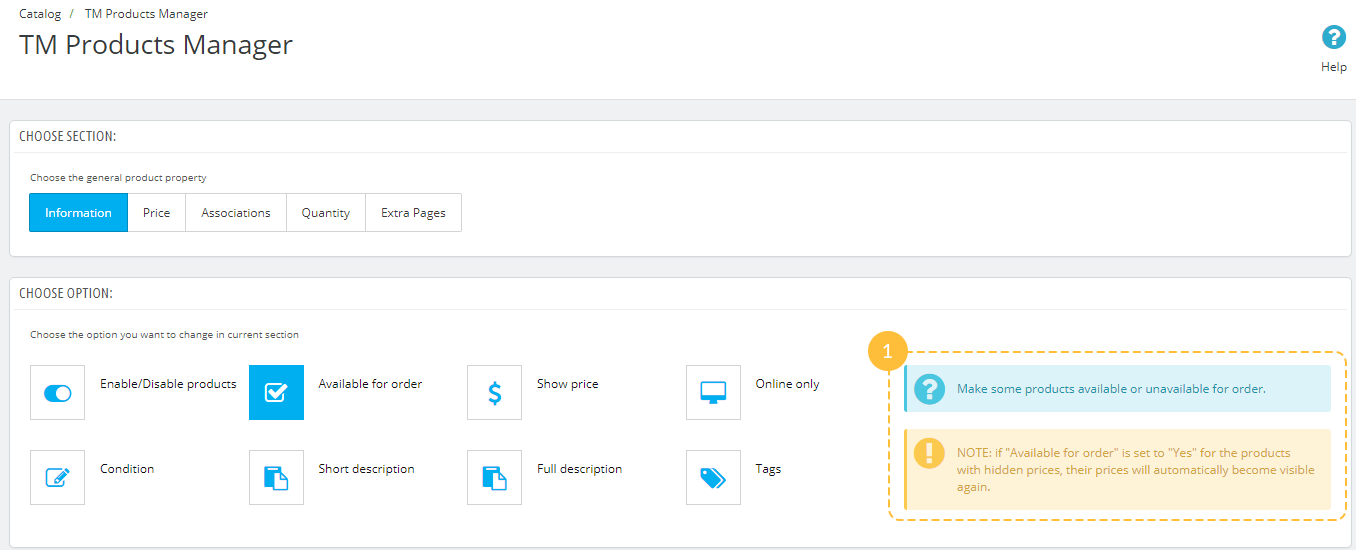 Catalog / TM Products Manager
TM Products Manager
Help
CHOOSE SECTION:
Choose the general product property
Information Price Associations Quantity Extra Pages
CHOOSE OPTION:
Choose the option you want to change in current section
Enable/Disable products Available for order Show price Online only
Condition Short description Full description Tags
1
Make some products available or unavailable for order.
NOTE: if "Available for order" is set to "Yes" for the products
with hidden prices, their prices will automatically become visible
again.